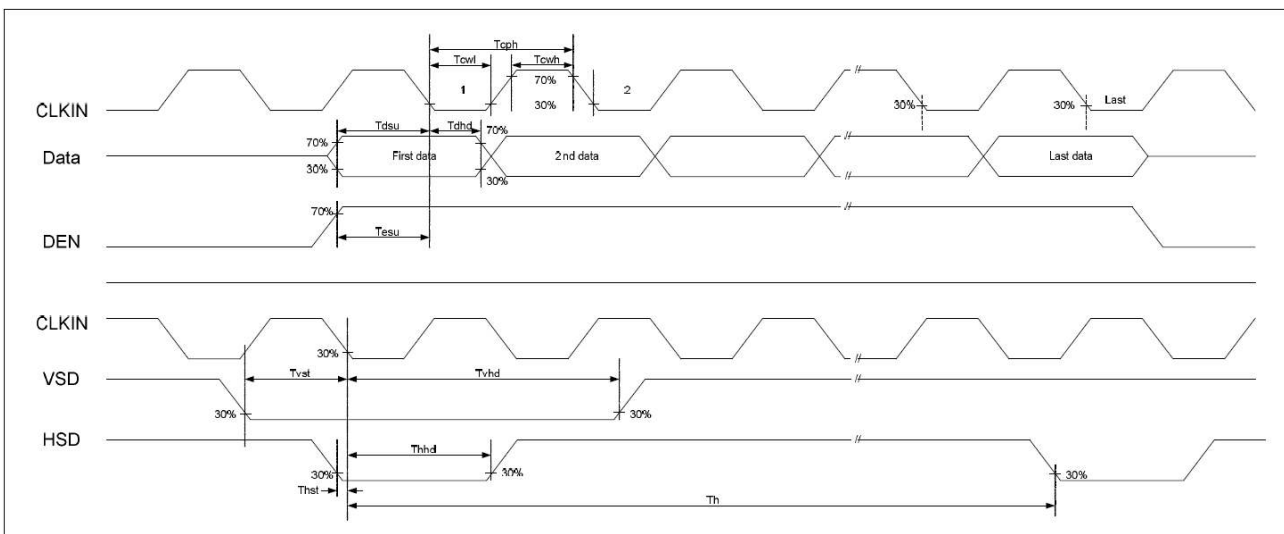 Tcph
Tcwl
Tcwh
CLKIN
1
70%
30%
2
30%
30%
Last
Tdsu
Tdhd
70%
70%
Data
First data
2nd data
Last data
30%
30%
70%
DEN
Tesu
CLKIN
30%
VSD
Tvst
Tvhd
30%
30%
HSD
Thhd
30%
30%
30%
Thst
Th